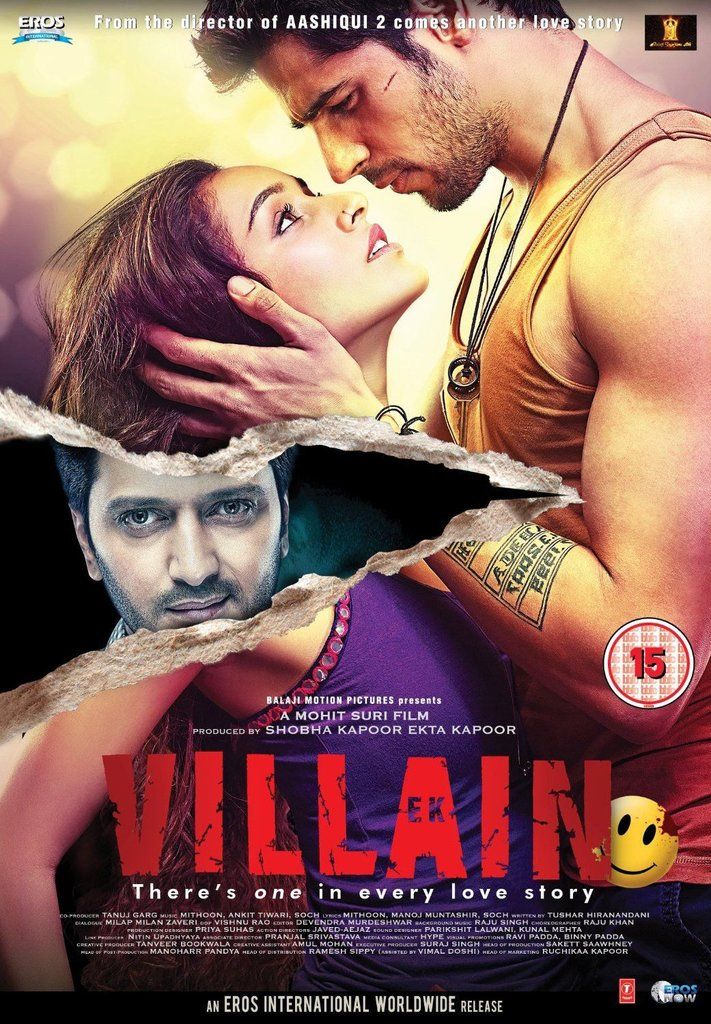 EROS
INTERNATIONAL
From the director of AASHIQUI 2 comes another love story
15
BALAJI MOTION PICTURES presents
A MOHIT SURI FILM
PRODUCED BY SHOBHA KAPOOR EKTA KAPOOR
EK
VILLAIN
There's one in every love story
CO-PRODUCER TANUJ GARG MUSIC MITHOON, ANKIT TIWARI, SOCH LYRICS MITHOON, MANOJ MUNTASHIR, SOCH WRITTEN BY TUSHAR HIRANANDANI
DIALOGUE MILAP MILAN ZAVERI DOP VISHNU RAO EDITOR DEVENDRA MURDESHWAR BACKGROUND MUSIC RAJU SINGH CHOREOGRAPHER RAJU KHAN
PRODUCTION DESIGNER PRIYA SUHAS ACTION DIRECTORS JAVED-AEJAZ SOUND DESIGNER PARIKSHIT LALWANI, KUNAL MEHTA
LINE PRODUCER NITIN UPADHYAYA ASSOCIATE DIRECTOR PRANJAL SRIVASTAVA MEDIA CONSULTANT HYPE VISUAL PROMOTIONS RAVI PADDA, BINNY PADDA
CREATIVE PRODUCER TANVEER BOOKWALA CREATIVE ASSISTANT AMUL MOHAN EXECUTIVE PRODUCER SURAJ SINGH HEAD OF PRODUCTION SAKETT SAAWHNEY
HEAD OF POST-PRODUCTION MANOHARR PANDYA HEAD OF DISTRIBUTION RAMESH SIPPY (ASSISTED BY VIMAL DOSHI) HEAD OF MARKETING RUCHIKAA KAPOOR
T
EROS
NOW
AN EROS INTERNATIONAL WORLDWIDE RELEASE